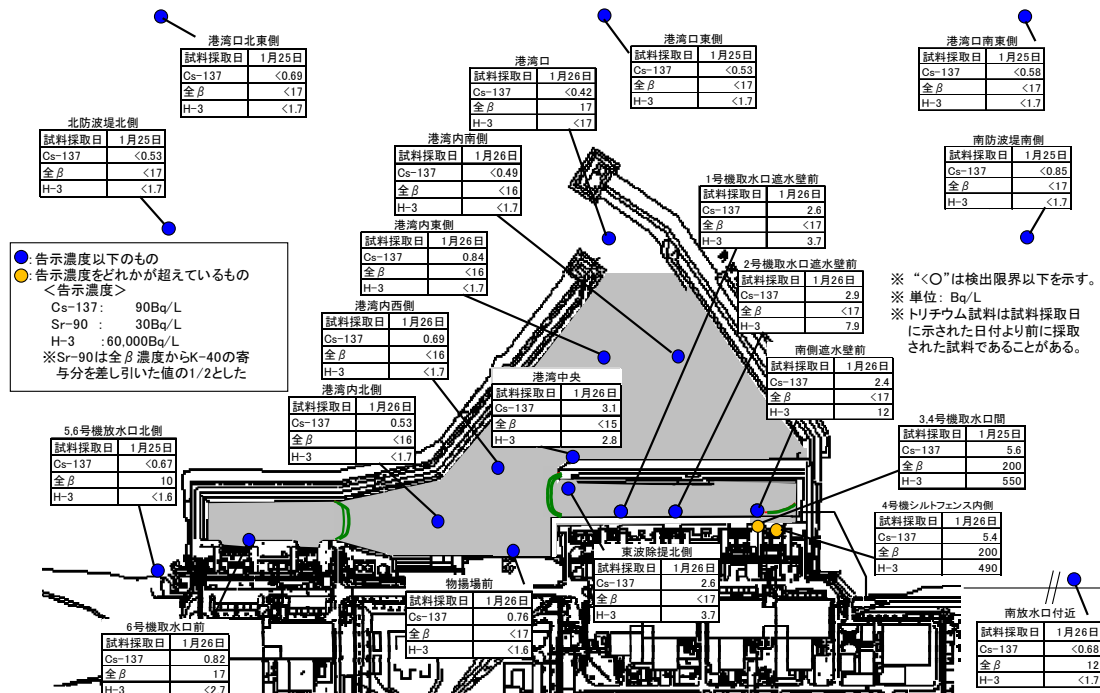 港湾口北東側
試料採取日 1月25日
Cs-137 <0.69
全β <17
H-3 <1.7
港湾口東側
試料採取日 1月25日
Cs-137 <0.53
全β <17
H-3 <1.7
港湾口南東側
試料採取日 1月25日
Cs-137 <0.58
全β <17
H-3 <1.7
港湾口
試料採取日 1月26日
Cs-137 <0.42
全β 17
H-3 <17
北防波堤北側
試料採取日 1月25日
Cs-137 <0.53
全β <17
H-3 <1.7
港湾内南側
試料採取日 1月26日
Cs-137 <0.49
全β <16
H-3 <1.7
南防波堤南側
試料採取日 1月25日
Cs-137 <0.85
全β <17
H-3 <1.7
1号機取水口遮水壁前
試料採取日 1月26日
Cs-137 2.6
全β <17
H-3 3.7
港湾内東側
試料採取日 1月26日
Cs-137 0.84
全β <16
H-3 <1.7
:告示濃度以下のもの
:告示濃度をどれかが超えているもの
<告示濃度>
Cs-137: 90Bq/L
Sr-90 : 30Bq/L
H-3 :60,000Bq/L
※Sr-90は全β濃度からK-40の寄
与分を差し引いた値の1/2とした
2号機取水口遮水壁前
試料採取日 1月26日
Cs-137 2.9
全β <17
H-3 7.9
※ “<○”は検出限界以下を示す。
※ 単位: Bq/L
※ トリチウム試料は試料採取日
に示された日付より前に採取
された試料であることがある。
港湾内西側
試料採取日 1月26日
Cs-137 0.69
全β <16
H-3 <1.7
南側遮水壁前
試料採取日 1月26日
Cs-137 2.4
全β <17
H-3 12
港湾中央
試料採取日 1月26日
Cs-137 3.1
全β <15
H-3 2.8
港湾内北側
試料採取日 1月26日
Cs-137 0.53
全β <16
H-3 <1.7
3,4号機取水口間
試料採取日 1月25日
Cs-137 5.6
全β 200
H-3 550
5,6号機放水口北側
試料採取日 1月25日
Cs-137 <0.67
全β 10
H-3 <1.6
4号機シルトフェンス内側
試料採取日 1月26日
Cs-137 5.4
全β 200
H-3 490
東波除堤北側
試料採取日 1月26日
Cs-137 2.6
全β <17
H-3 3.7
物揚場前
試料採取日 1月26日
Cs-137 0.76
全β <17
H-3 <1.6
南放水口付近
試料採取日 1月26日
Cs-137 <0.68
全β 12
H-3 <1.7
6号機取水口前
試料採取日 1月26日
Cs-137 0.82
全β 17
H-3 <2.7